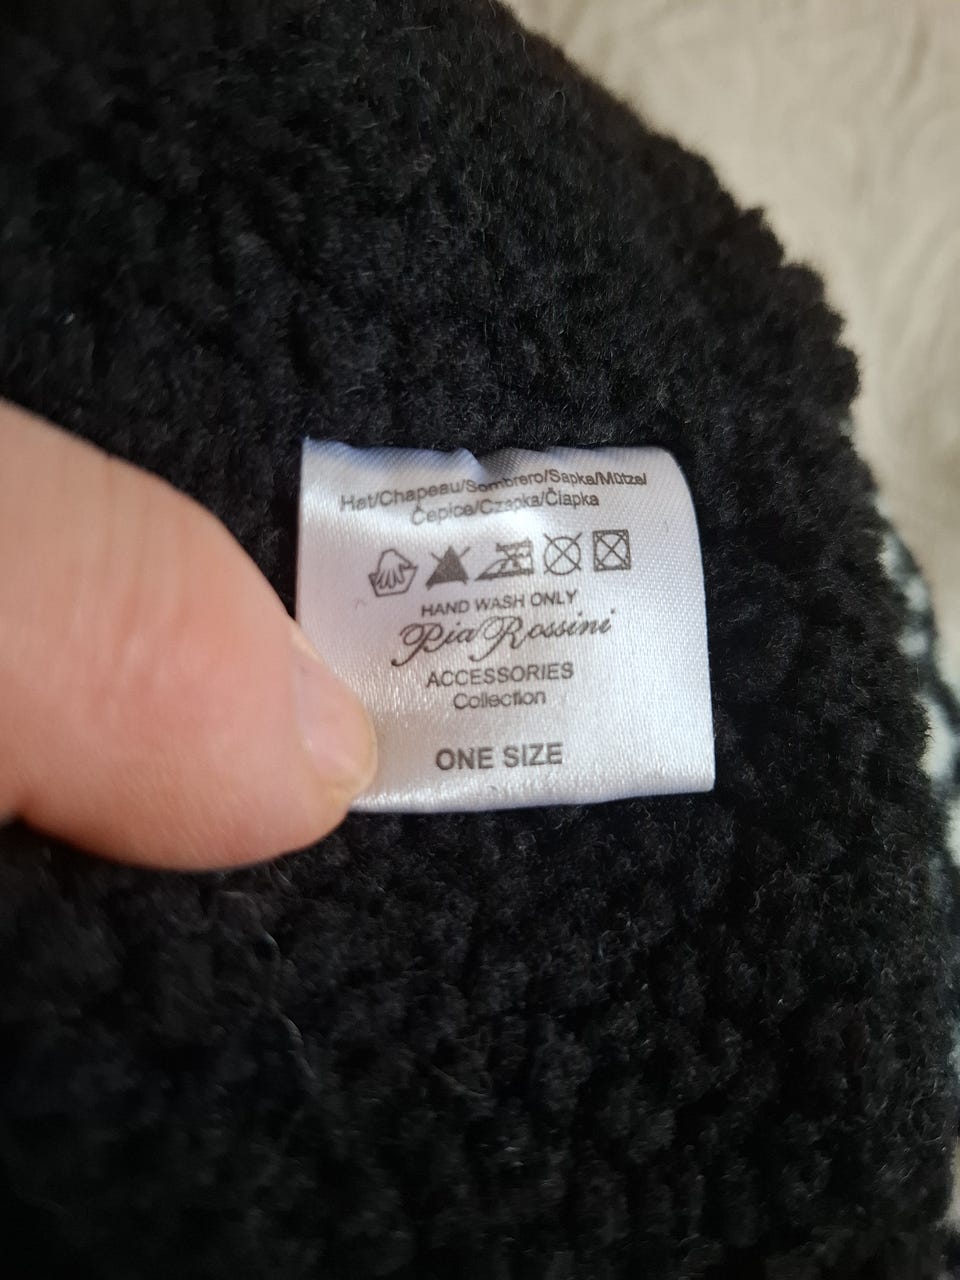 Hat/Chapeau/Sombrero/Sapka/Mütze/
Čepice/Czapka/Čiapka
HAND WASH ONLY
Pia Rossini
ACCESSORIES
Collection
ONE SIZE